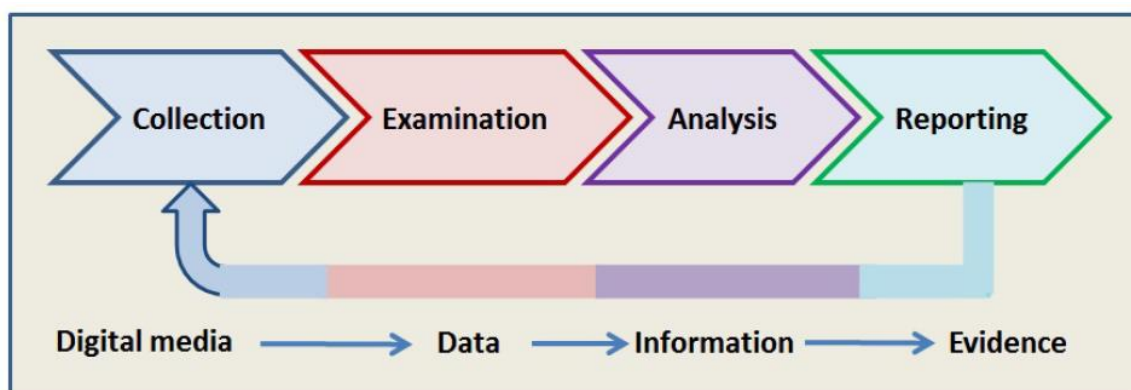 Collection Examination Analysis Reporting
Digital media Data Information Evidence